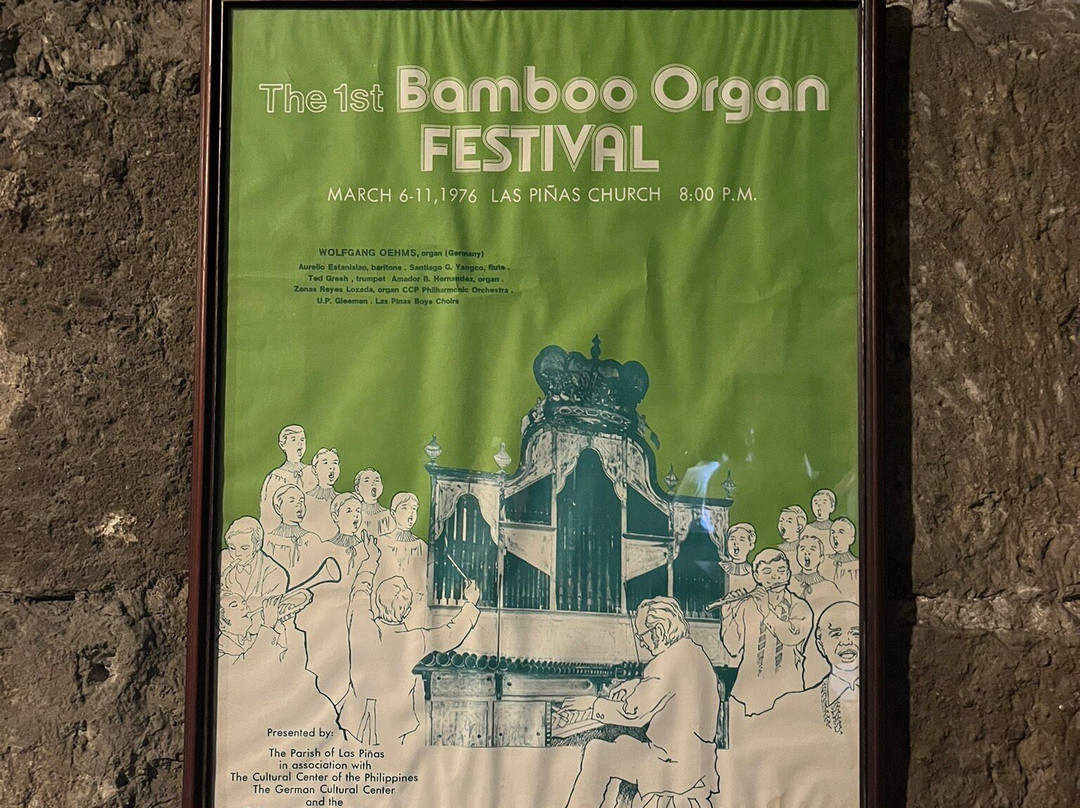 The 1st Bamboo Organ
FESTIVAL
MARCH 6-11,1976 LAS PIÑAS CHURCH 8:00 P.M.
WOLFGANG OEHMS, organ (Germany)
Aurelio Estanislao, baritone . Santiago G. Yangco, flute .
Ted Gresh , trumpet Amador B. Hernandez, organ .
Zenas Reyes Lozada, organ CCP Philharmonic Orchestra .
U.P. Gleemen . Las Pinas Boys Choirs
Presented by:
The Parish of Las Piñas
in association with
The Cultural Center of the Philippines
The German Cultural Center
and the